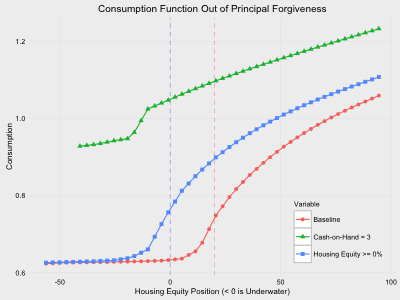 Consumption Function Out of Principal Forgiveness
1.2
1.0
0.8
0.6
Consumption
-50
0
50
100
Housing Equity Position (< 0 is Underwater)
Variable
Baseline
Cash-on-Hand = 3
Housing Equity >= 0%